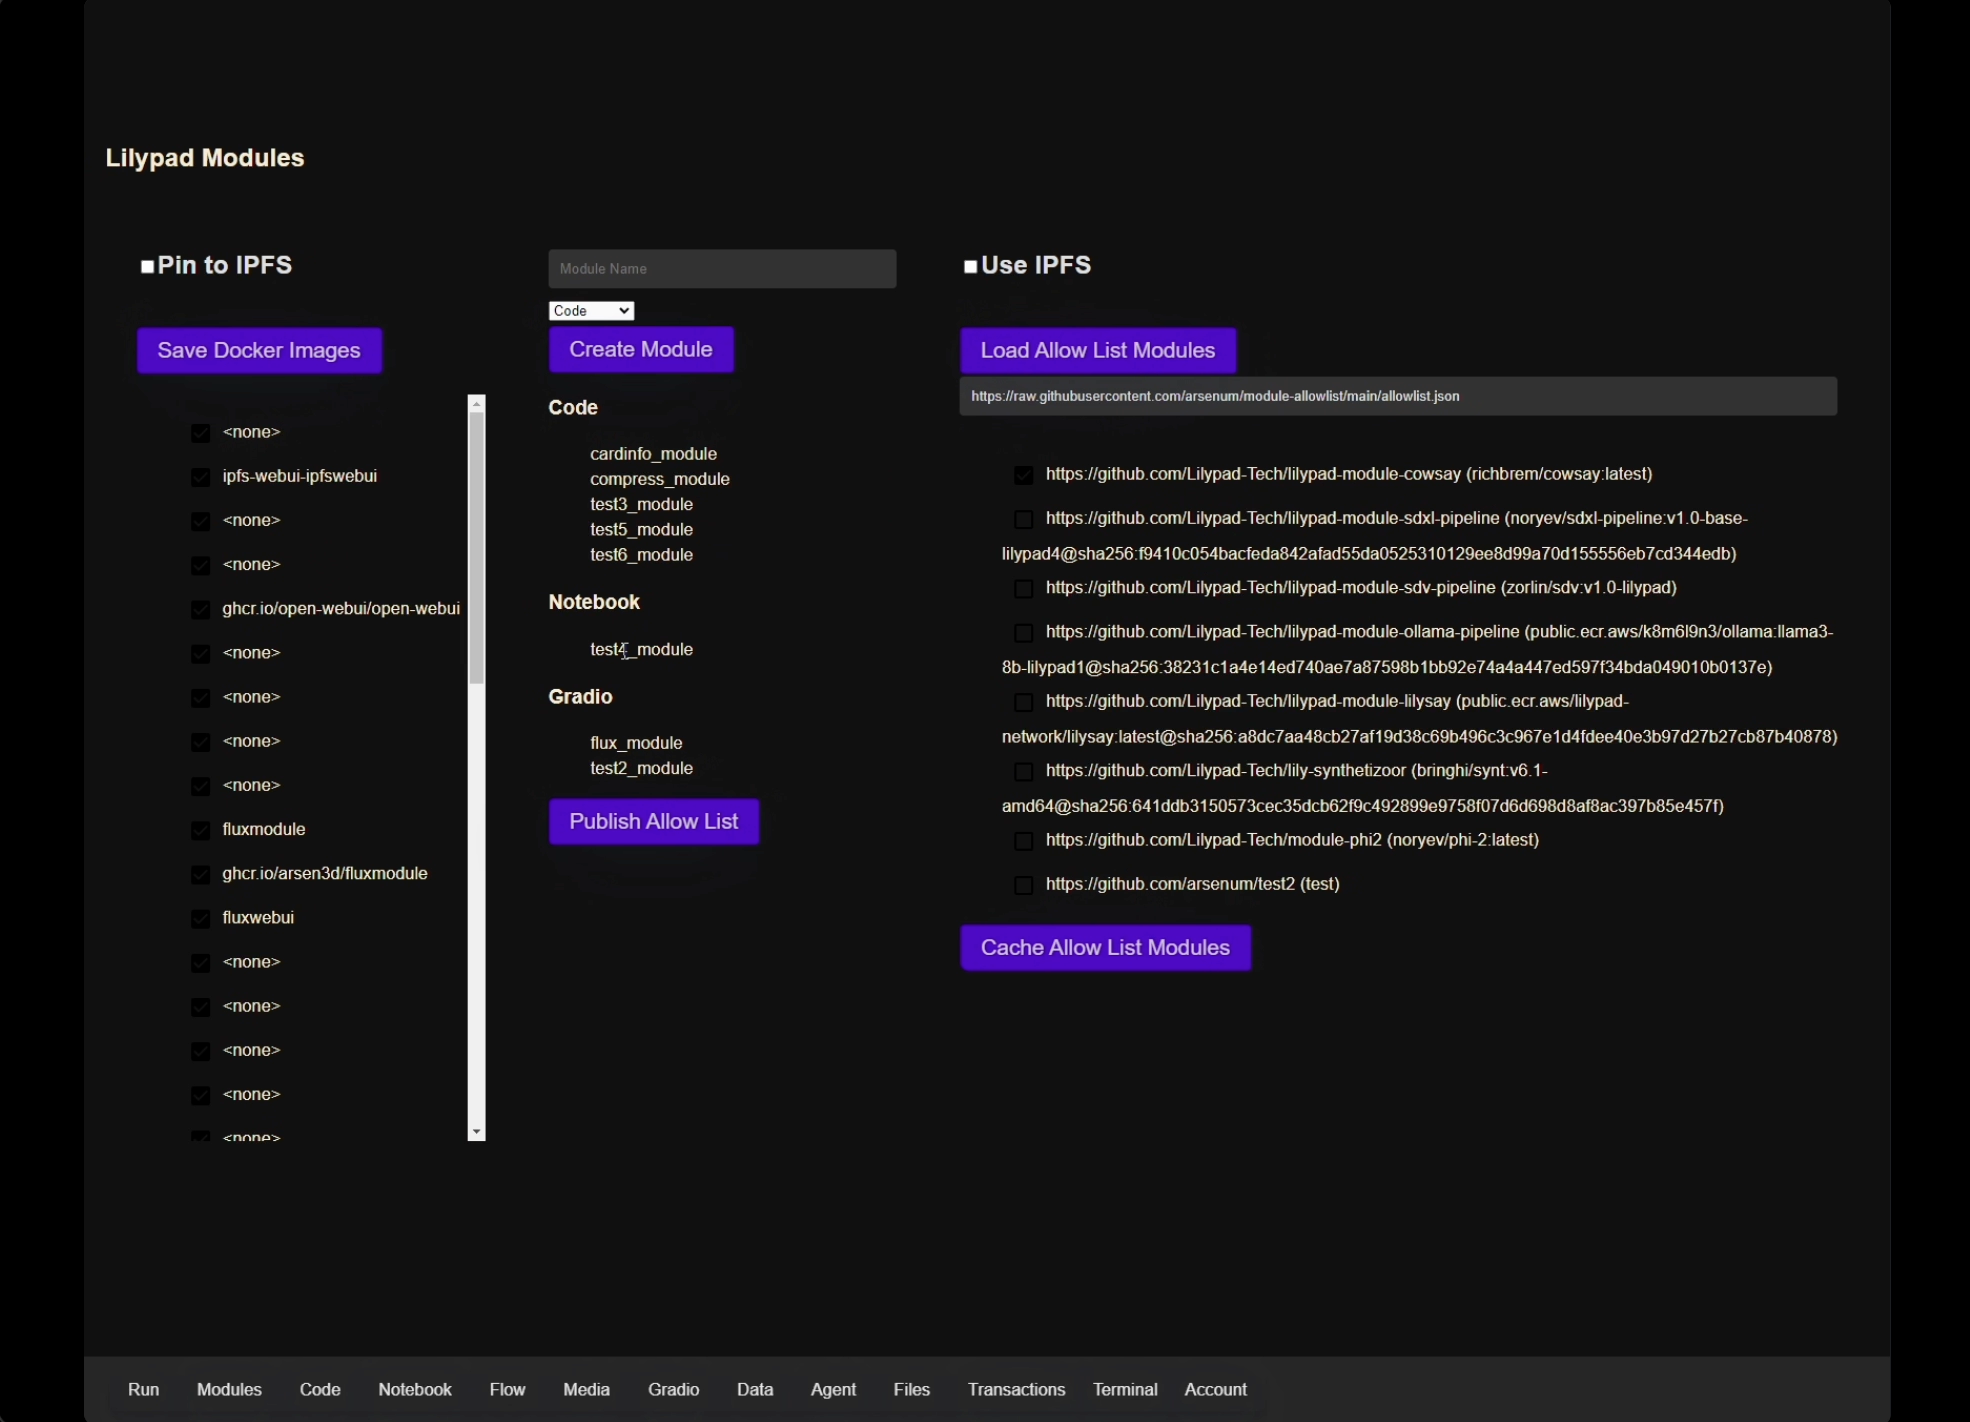 Lilypad Modules
Pin to IPFS
Save Docker Images
<none>
ipfs-webui-ipfswebui
<none>
<none>
ghcr.io/open-webui/open-webui
<none>
<none>
<none>
<none>
fluxmodule
ghcr.io/arsen3d/fluxmodule
fluxwebui
<none>
<none>
<none>
<none>
<none>
Module Name
Code
Create Module
Code
cardinfo_module
compress_module
test3_module
test5_module
test6_module
Notebook
test4_module
Gradio
flux_module
test2_module
Publish Allow List
Use IPFS
Load Allow List Modules
https://raw.githubusercontent.com/arsenum/module-allowlist/main/allowlist.json
https://github.com/Lilypad-Tech/lilypad-module-cowsay (richbrem/cowsay:latest)
https://github.com/Lilypad-Tech/lilypad-module-sdxl-pipeline (noryev/sdxl-pipeline:v1.0-base-
lilypad4@sha256:f9410c054bacfeda842afad55da0525310129ee8d99a70d155556eb7cd344edb)
https://github.com/Lilypad-Tech/lilypad-module-sdv-pipeline (zorlin/sdv:v1.0-lilypad)
https://github.com/Lilypad-Tech/lilypad-module-ollama-pipeline (public.ecr.aws/k8m6l9n3/ollama:llama3-
8b-lilypad1@sha256:38231c1a4e14ed740ae7a87598b1bb92e74a4a447ed597f34bda049010b0137e)
https://github.com/Lilypad-Tech/lilypad-module-lilysay (public.ecr.aws/lilypad-
network/lilysay:latest@sha256:a8dc7aa48cb27af19d38c69b496c3c967e1d4fdee40e3b97d27b27cb87b40878)
https://github.com/Lilypad-Tech/lily-synthetizoor (bringhi/synt:v6.1-
amd64@sha256:641ddb3150573cec35dcb62f9c492899e9758f07d6d698d8af8ac397b85e457f)
https://github.com/Lilypad-Tech/module-phi2 (noryev/phi-2:latest)
https://github.com/arsenum/test2 (test)
Cache Allow List Modules
Run Modules Code Notebook Flow Media Gradio Data Agent Files Transactions Terminal Account